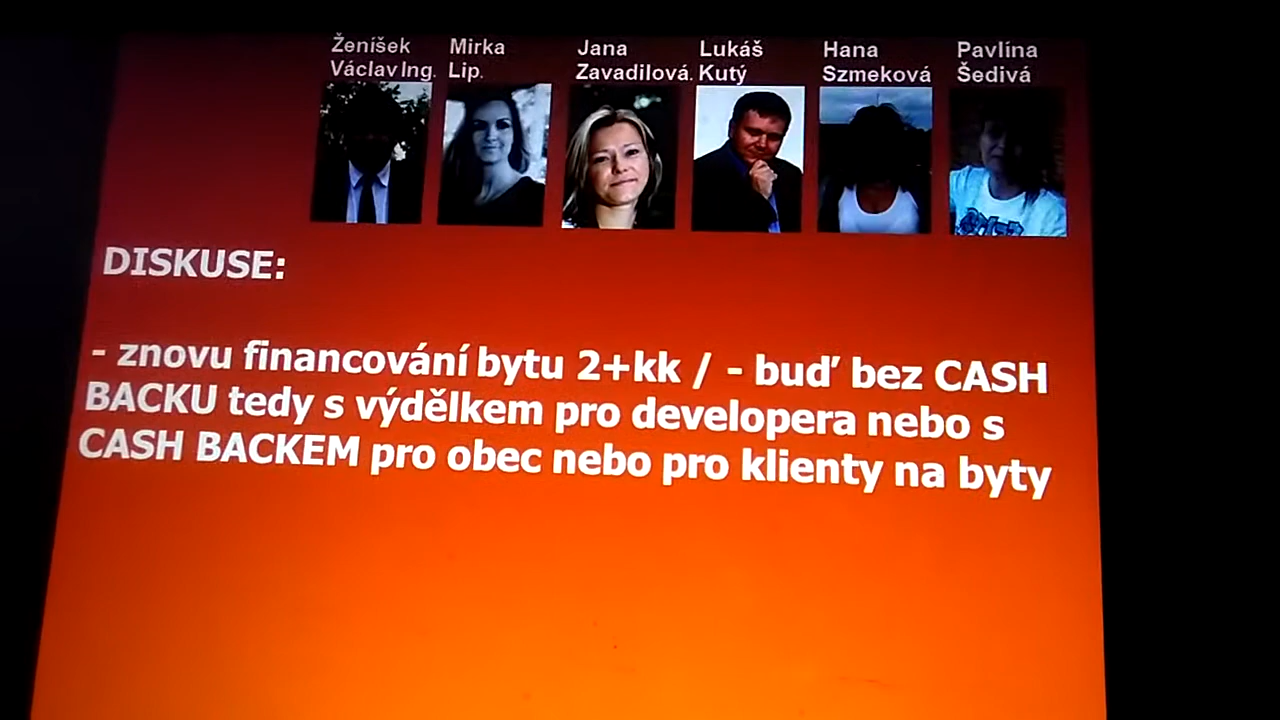 Ženíšek
Václav Ing.
Mirka
Lip.
Jana
Zavadilová.
Lukáš
Kutý
Hana
Szmeková
Pavlína
Šedivá
DISKUSE:
- znovu financování bytu 2+kk / - buď bez CASH
BACKU tedy s výdělkem pro developera nebo s
CASH BACKEM pro obec nebo pro klienty na byty